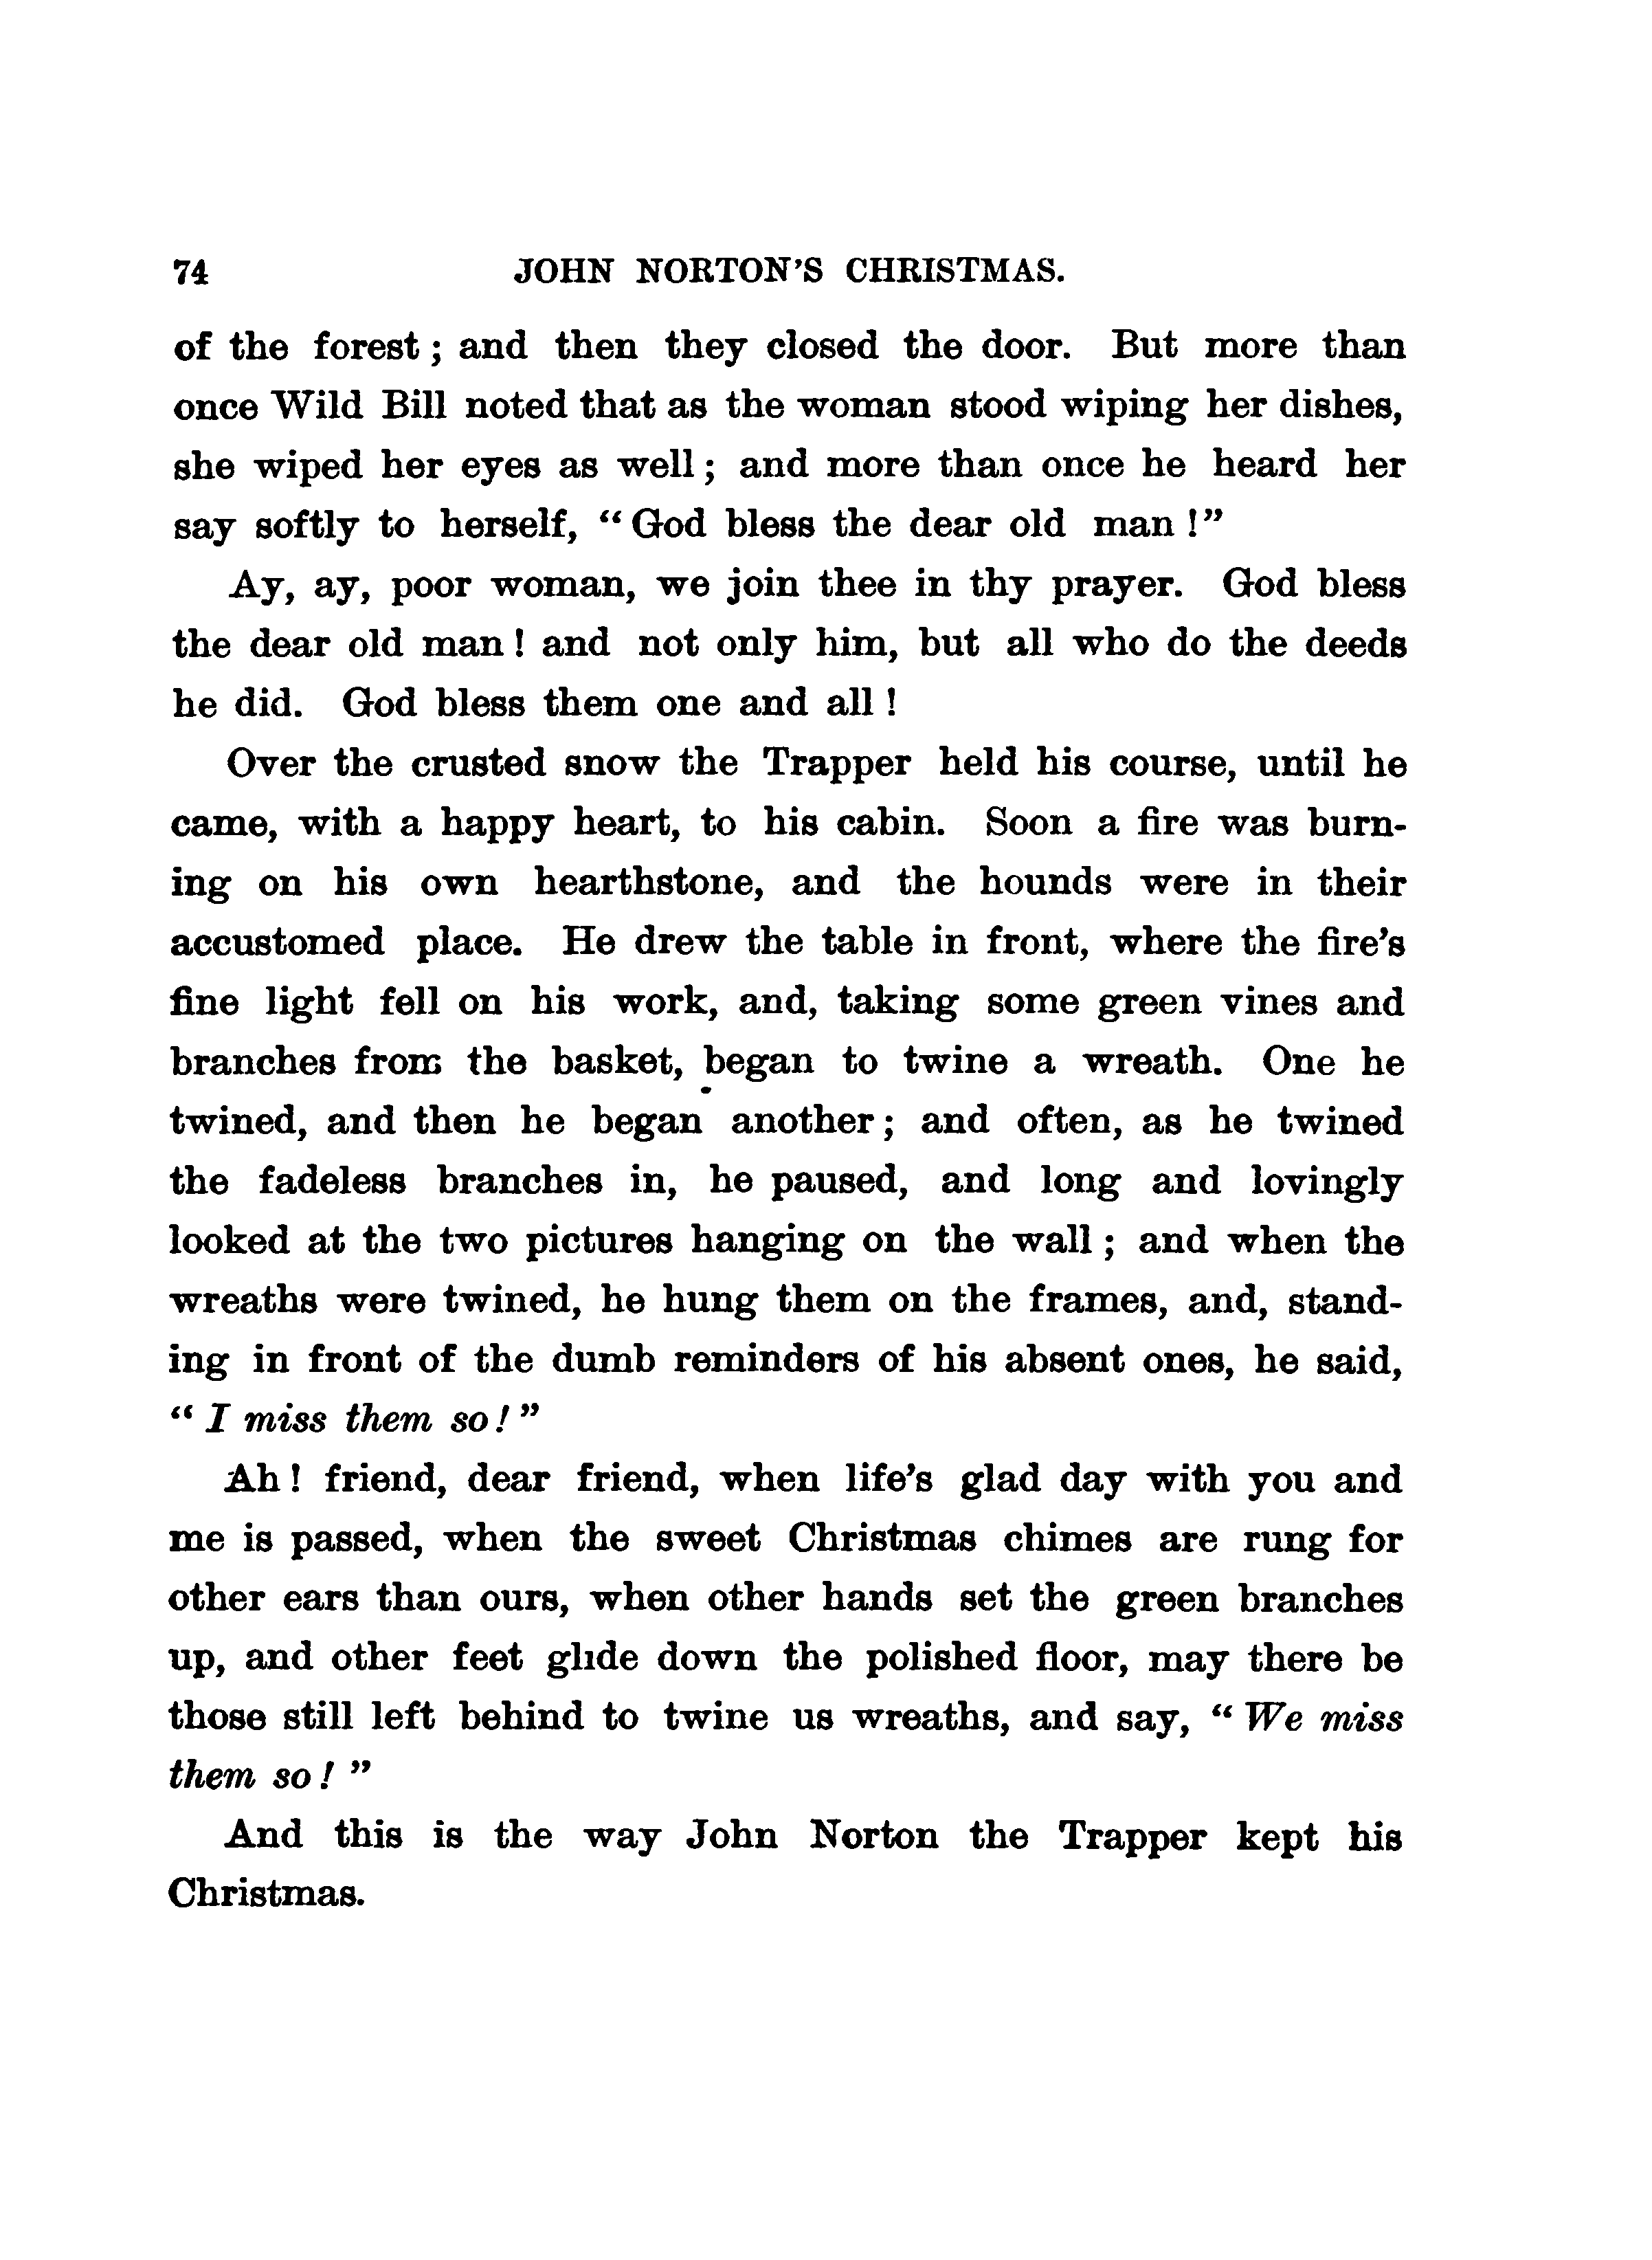 74 JOHN NORTON'S CHRISTMAS.
of the forest; and then they closed the door. But more than
once Wild Bill noted that as the woman stood wiping her dishes,
she wiped her eyes as well; and more than once he heard her
say softly to herself, “God bless the dear old man!”
Ay, ay, poor woman, we join thee in thy prayer. God bless
the dear old man! and not only him, but all who do the deeds
he did. God bless them one and all!
Over the crusted snow the Trapper held his course, until he
came, with a happy heart, to his cabin. Soon a fire was burn-
ing on his own hearthstone, and the hounds were in their
accustomed place. He drew the table in front, where the fire's
fine light fell on his work, and, taking some green vines and
branches from the basket, began to twine a wreath. One he
twined, and then he began another; and often, as he twined
the fadeless branches in, he paused, and long and lovingly
looked at the two pictures hanging on the wall; and when the
wreaths were twined, he hung them on the frames, and, stand-
ing in front of the dumb reminders of his absent ones, he said,
“I miss them so!”
Ah! friend, dear friend, when life's glad day with you and
me is passed, when the sweet Christmas chimes are rung for
other ears than ours, when other hands set the green branches
up, and other feet glide down the polished floor, may there be
those still left behind to twine us wreaths, and say, “We miss
them so!”
And this is the way John Norton the Trapper kept his
Christmas.